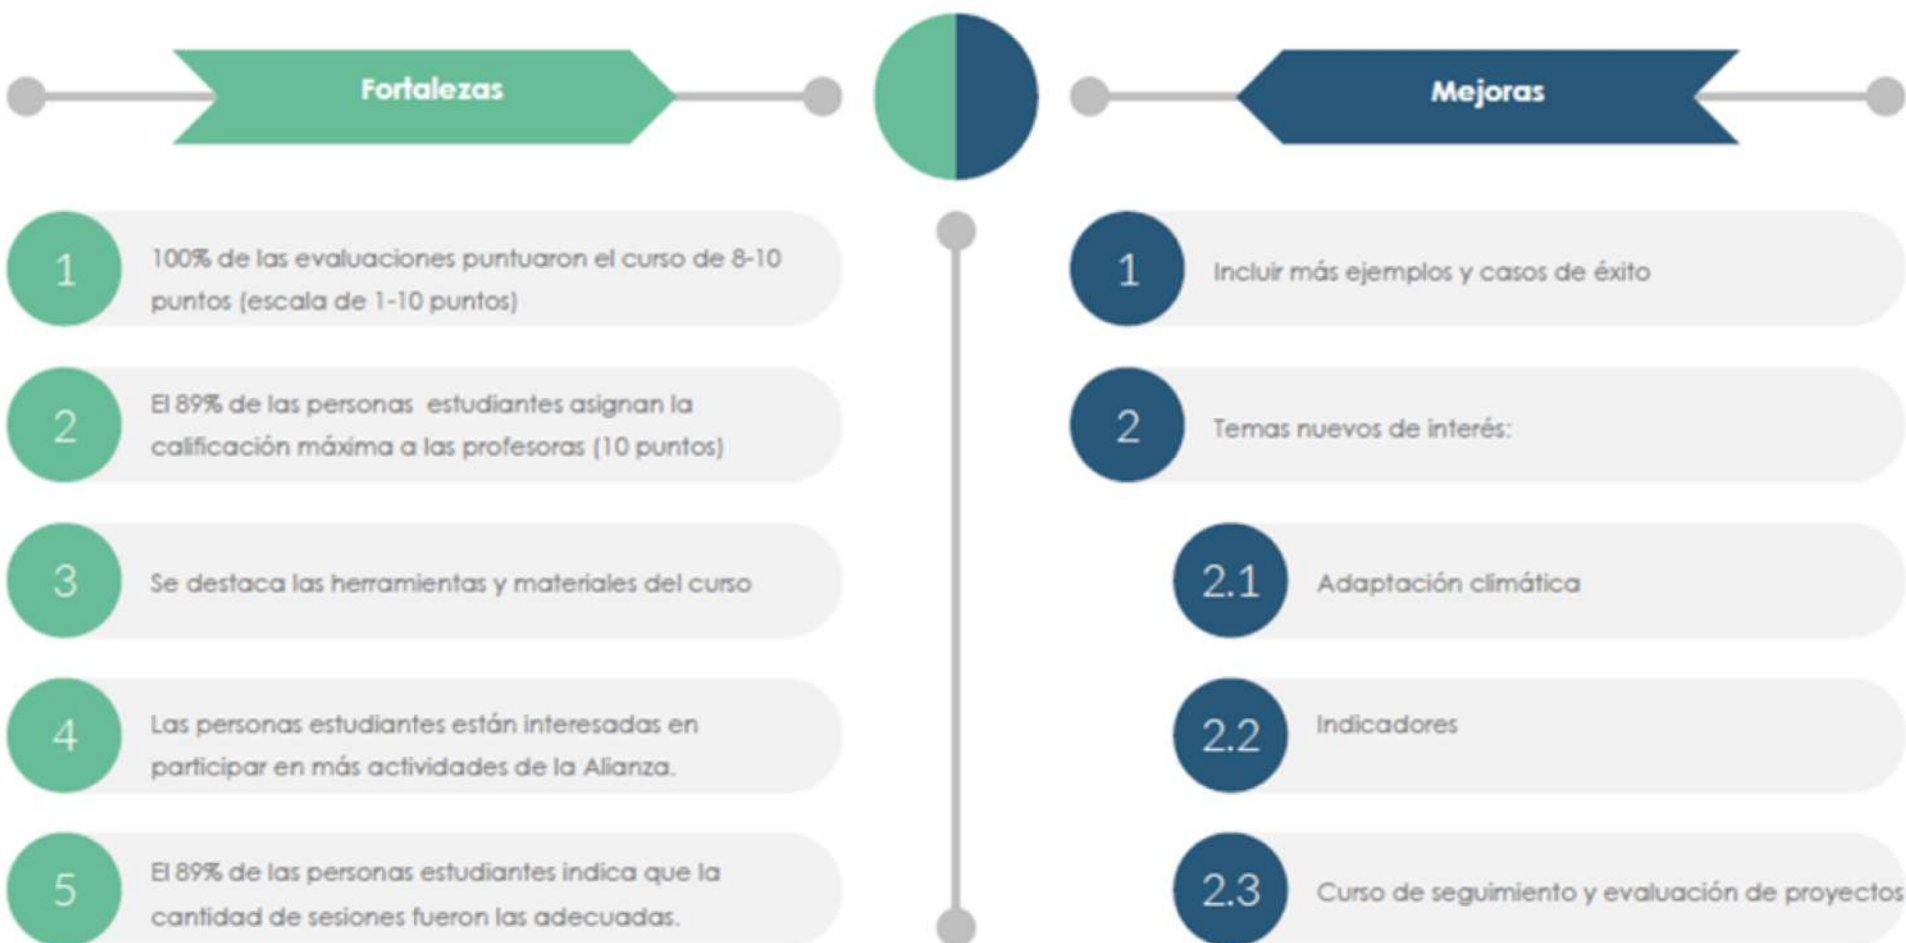 Fortalezas
1
100% de las evaluaciones puntuaron el curso de 8-10
puntos (escala de 1-10 puntos)
2
El 89% de las personas  estudiantes asignan la
calificación máxima a las profesoras (10 puntos)
3
Se destaca las herramientas y materiales del curso
4
Las personas estudiantes están interesadas en
participar en más actividades de la Alianza.
5
El 89% de las personas estudiantes indica que la
cantidad de sesiones fueron las adecuadas.
Mejoras
1
Incluir más ejemplos y casos de éxito
2
Temas nuevos de interés:
2.1
Adaptación climática
2.2
Indicadores
2.3
Curso de seguimiento y evaluación de proyectos